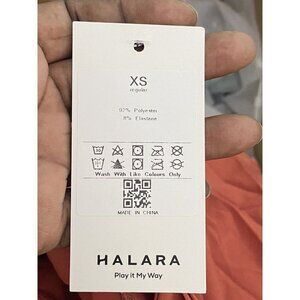 XS
regular
92% Polyester
8% Elastane
Wash With Like Colours Only
MADE IN CHINA
HALARA
Play it My Way